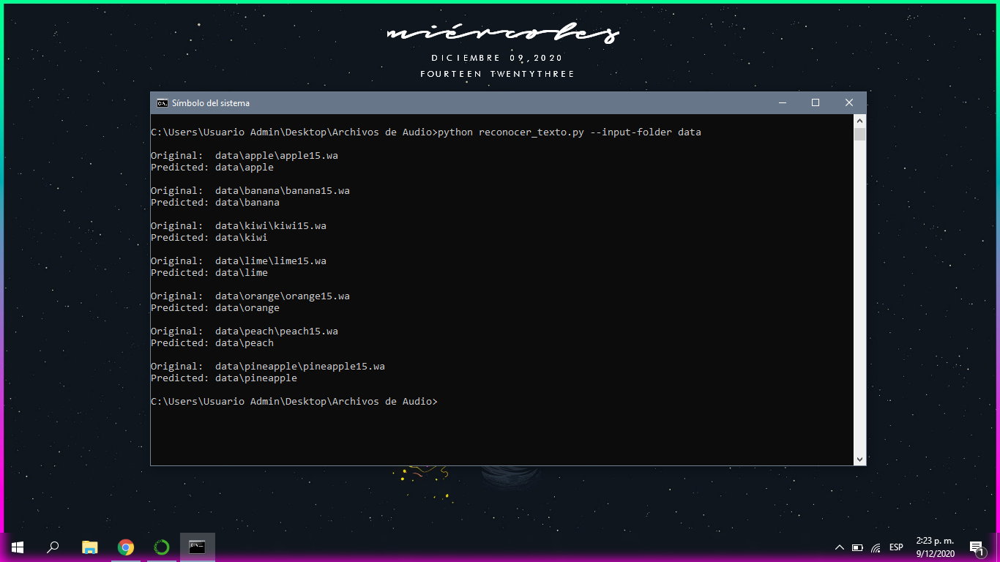 miércoles
DICIEMBRE 09,2020
FOURTEEN TWENTYTHREE
Símbolo del sistema
C:\Users\Usuario Admin\Desktop\Archivos de Audio>python reconocer_texto.py --input-folder data
Original:  data\apple\apple15.wa
Predicted: data\apple
Original:  data\banana\banana15.wa
Predicted: data\banana
Original:  data\kiwi\kiwi15.wa
Predicted: data\kiwi
Original:  data\lime\lime15.wa
Predicted: data\lime
Original:  data\orange\orange15.wa
Predicted: data\orange
Original:  data\peach\peach15.wa
Predicted: data\peach
Original:  data\pineapple\pineapple15.wa
Predicted: data\pineapple
C:\Users\Usuario Admin\Desktop\Archivos de Audio>
ESP
2:23 p. m.
9/12/2020
1